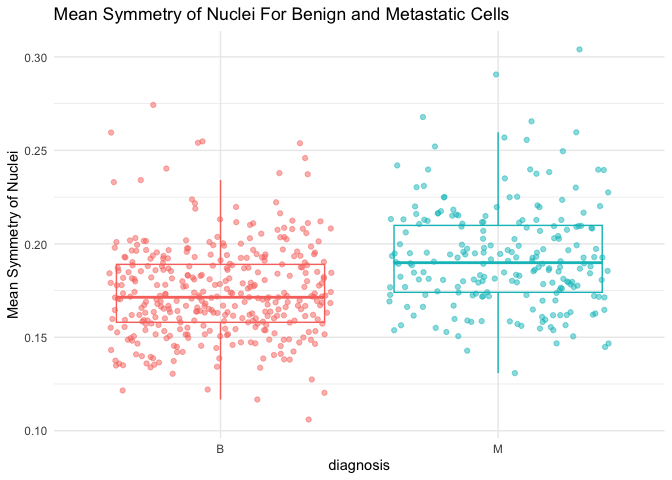 Mean Symmetry of Nuclei For Benign and Metastatic Cells
Mean Symmetry of Nuclei
0.30
0.25
0.20
0.15
0.10
B
M
diagnosis